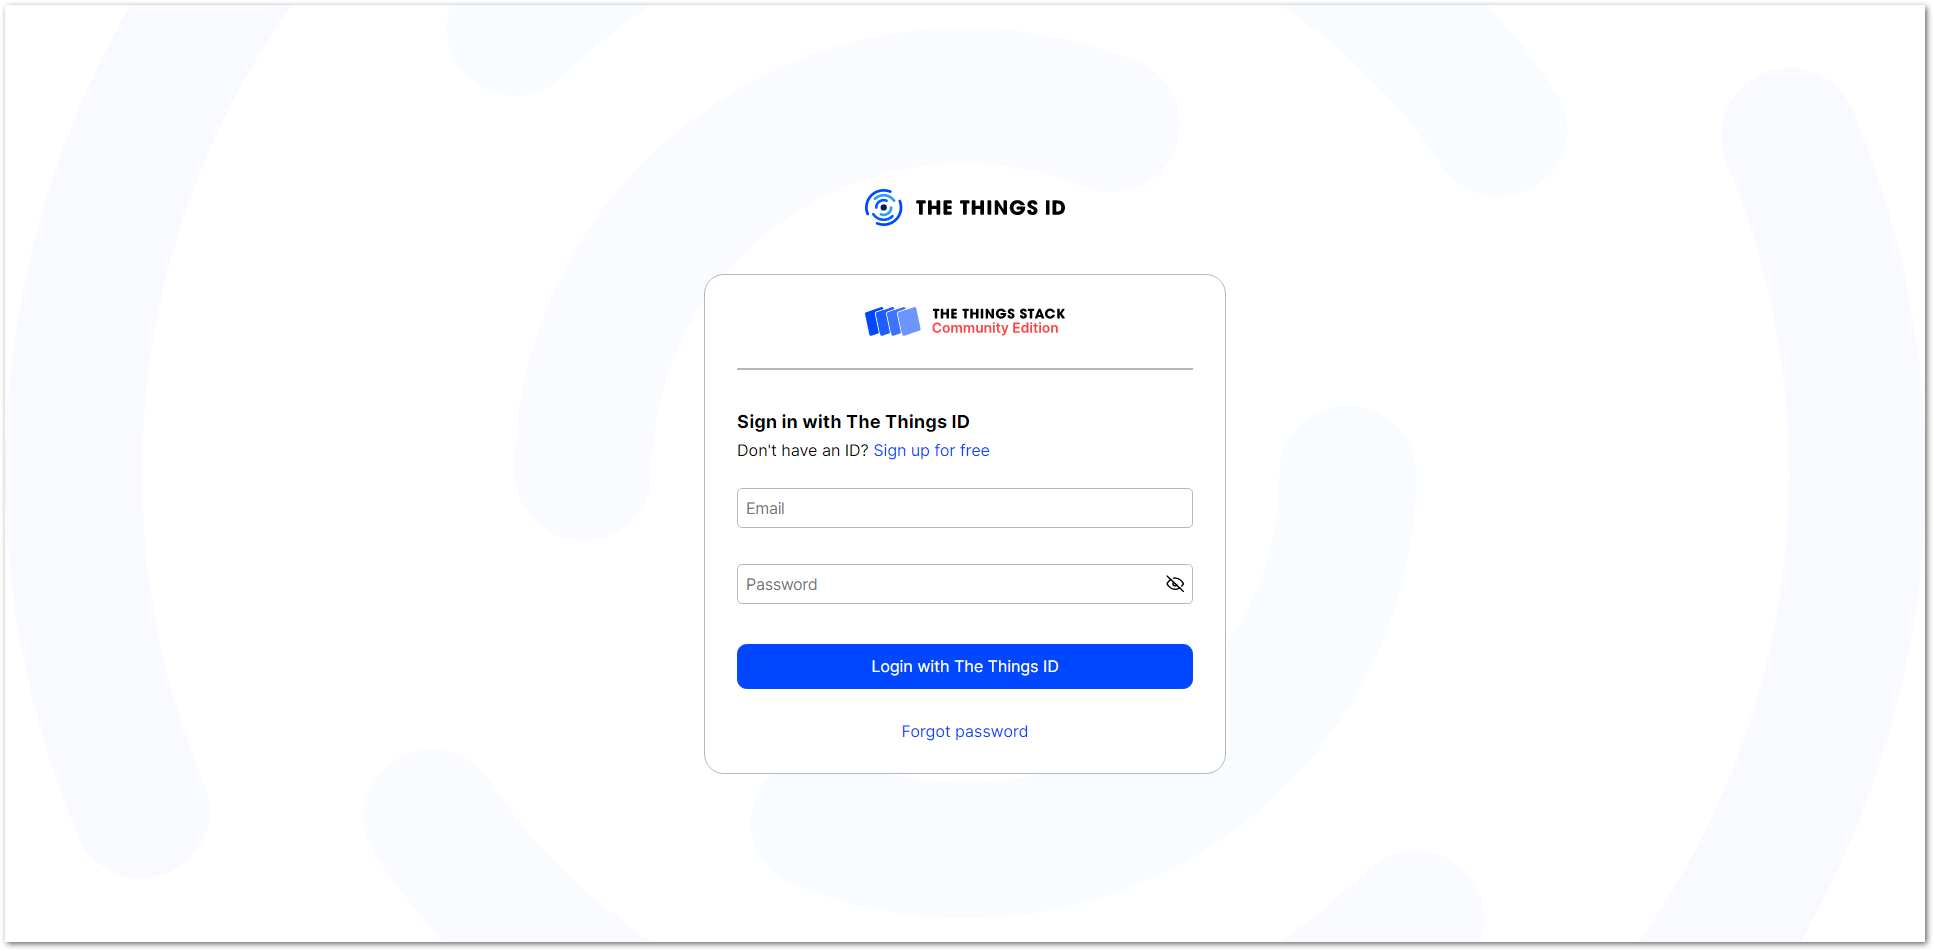 THE THINGS ID
THE THINGS STACK
Community Edition
Sign in with The Things ID
Don't have an ID? Sign up for free
Email
Password
Login with The Things ID
Forgot password